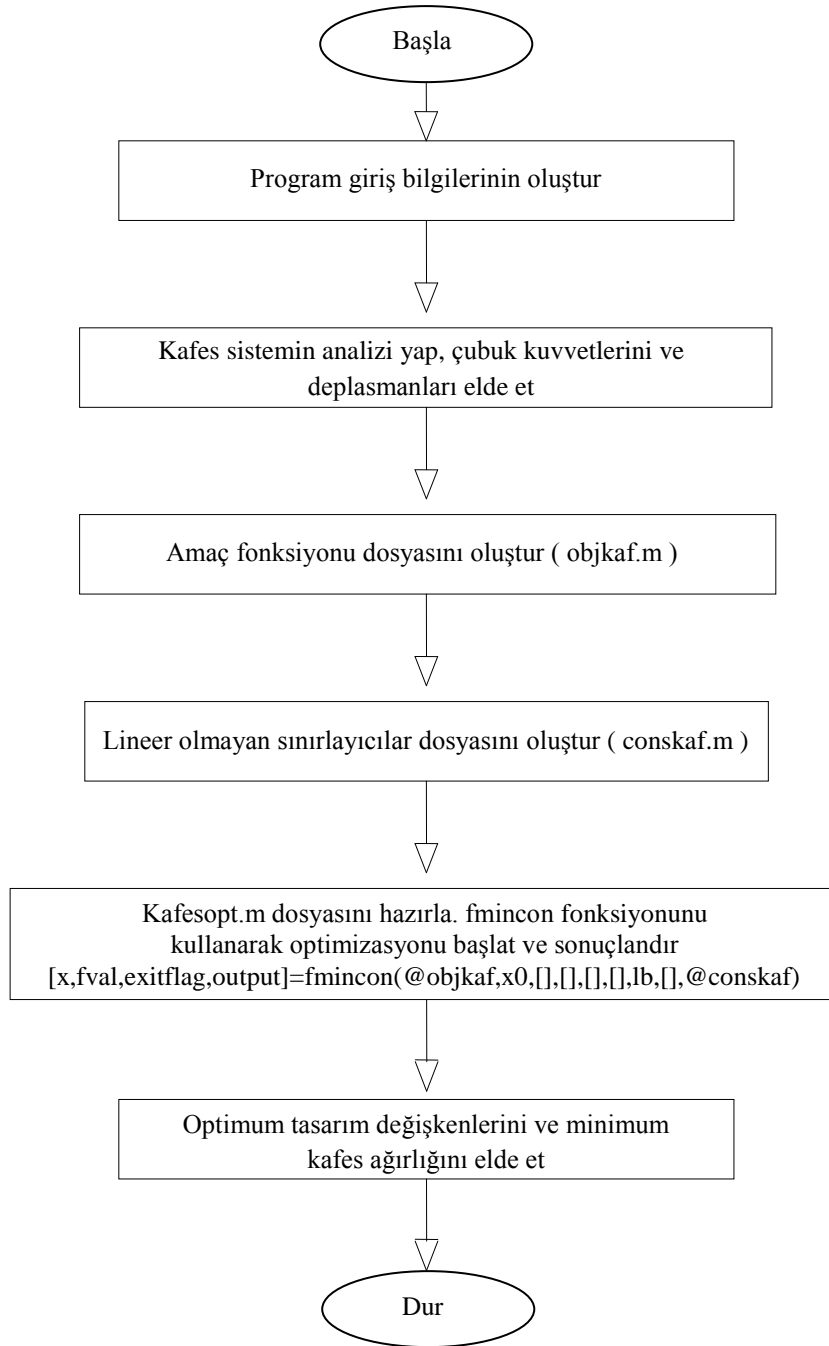 Başla
Program giriş bilgilerinin oluştur
Kafes sistemin analizi yap, çubuk kuvvetlerini ve
deplasmanları elde et
Amaç fonksiyonu dosyasını oluştur ( objkaf.m )
Lineer olmayan sınırlayıcılar dosyasını oluştur ( conskaf.m )
Kafesopt.m dosyasını hazırla. fmincon fonksiyonunu
kullanarak optimizasyonu başlat ve sonuçlandır
[x,fval,exitflag,output]=fmincon(@objkaf,x0,[],[],[],[],lb,[],@conskaf)
Optimum tasarım değişkenlerini ve minimum
kafes ağırlığını elde et
Dur